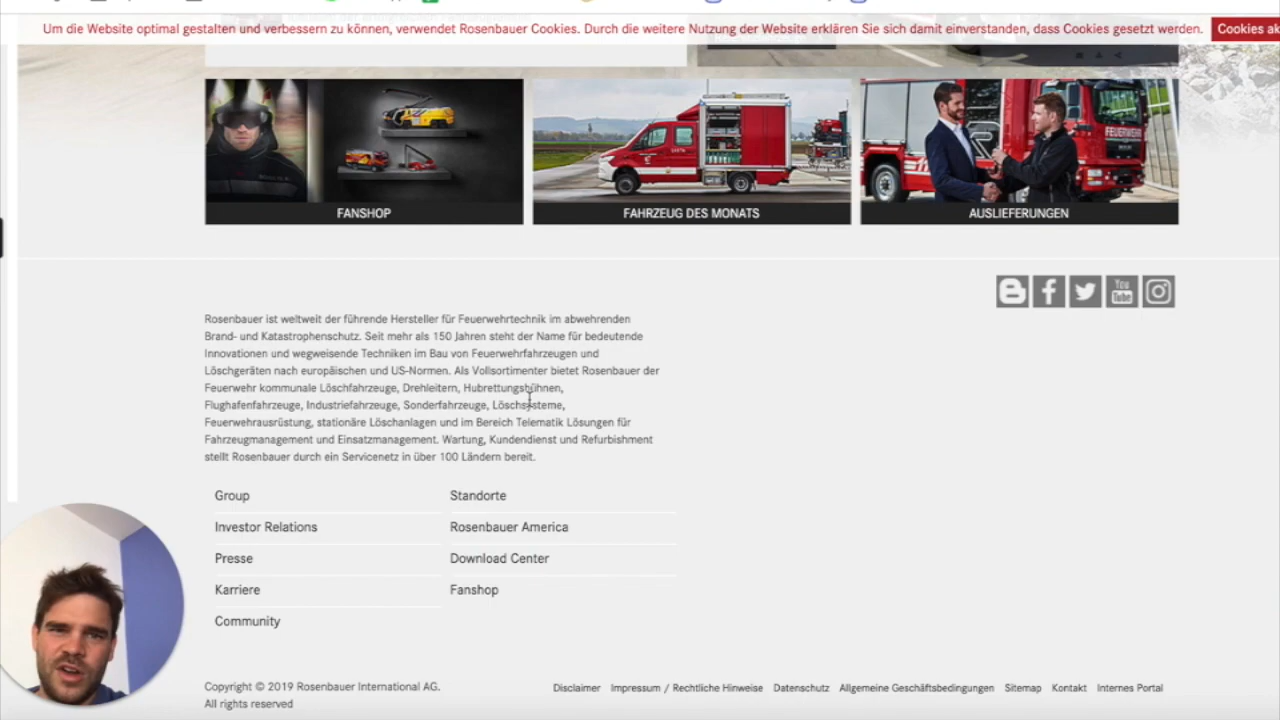 Um die Website optimal gestalten und verbessern zu können, verwendet Rosenbauer Cookies. Durch die weitere Nutzung der Website erklären Sie sich damit einverstanden, dass Cookies gesetzt werden.
Cookies ak
FEUERWEHR
FANSHOP
FAHRZEUG DES MONATS
AUSLIEFERUNGEN
You
Tube
Rosenbauer ist weltweit der führende Hersteller für Feuerwehrtechnik im abwehrenden
Brand- und Katastrophenschutz. Seit mehr als 150 Jahren steht der Name für bedeutende
Innovationen und wegweisende Techniken im Bau von Feuerwehrfahrzeugen und
Löschgeräten nach europäischen und US-Normen. Als Vollsortimenter bietet Rosenbauer der
Feuerwehr kommunale Löschfahrzeuge, Drehleitern, Hubrettungsbühnen,
Flughafenfahrzeuge, Industriefahrzeuge, Sonderfahrzeuge, Löschsysteme,
Feuerwehrausrüstung, stationäre Löschanlagen und im Bereich Telematik Lösungen für
Fahrzeugmanagement und Einsatzmanagement. Wartung, Kundendienst und Refurbishment
stellt Rosenbauer durch ein Servicenetz in über 100 Ländern bereit.
Group
Standorte
Investor Relations
Rosenbauer America
Presse
Download Center
Karriere
Fanshop
Community
Copyright © 2019 Rosenbauer International AG.
All rights reserved
Disclaimer Impressum / Rechtliche Hinweise Datenschutz Allgemeine Geschäftsbedingungen Sitemap Kontakt Internes Portal